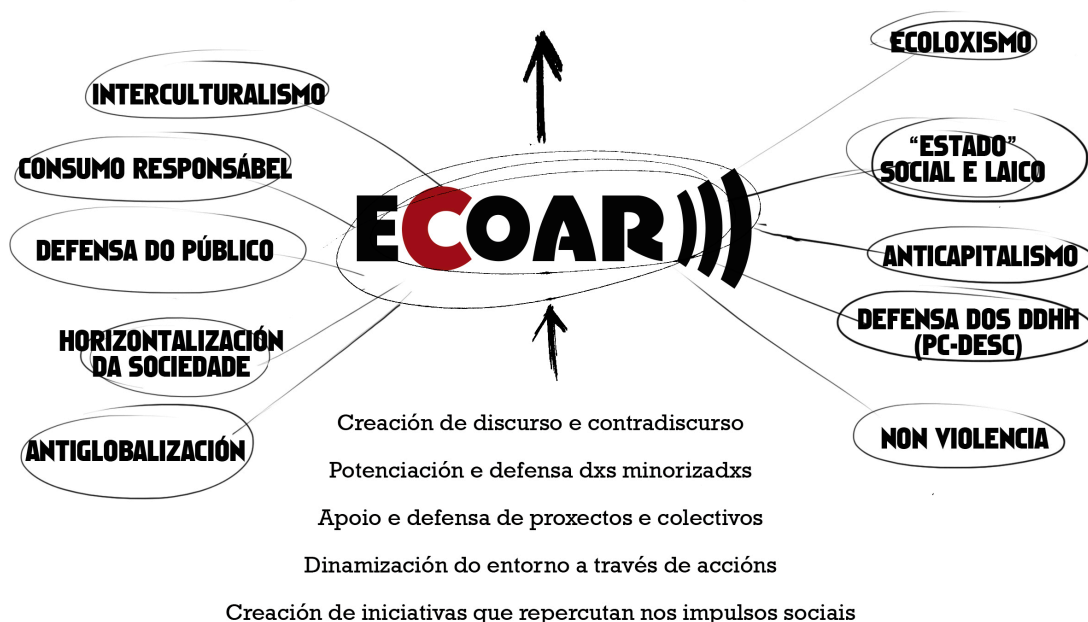 ECOLOXISMO
INTERCULTURALISMO
"ESTADO"
SOCIAL E LAICO
CONSUMO RESPONSÁBEL
ECOAR
DEFENSA DO PÚBLICO
ANTICAPITALISMO
DEFENSA DOS DDHH
(PC-DESC)
HORIZONTALIZACIÓN
DA SOCIEDADE
ANTIGLOBALIZACIÓN
NON VIOLENCIA
Creación de discurso e contradiscurso
Potenciación e defensa dxs minorizadxs
Apoio e defensa de proxectos e colectivos
Dinamización do entorno a través de accións
Creación de iniciativas que repercutan nos impulsos sociais